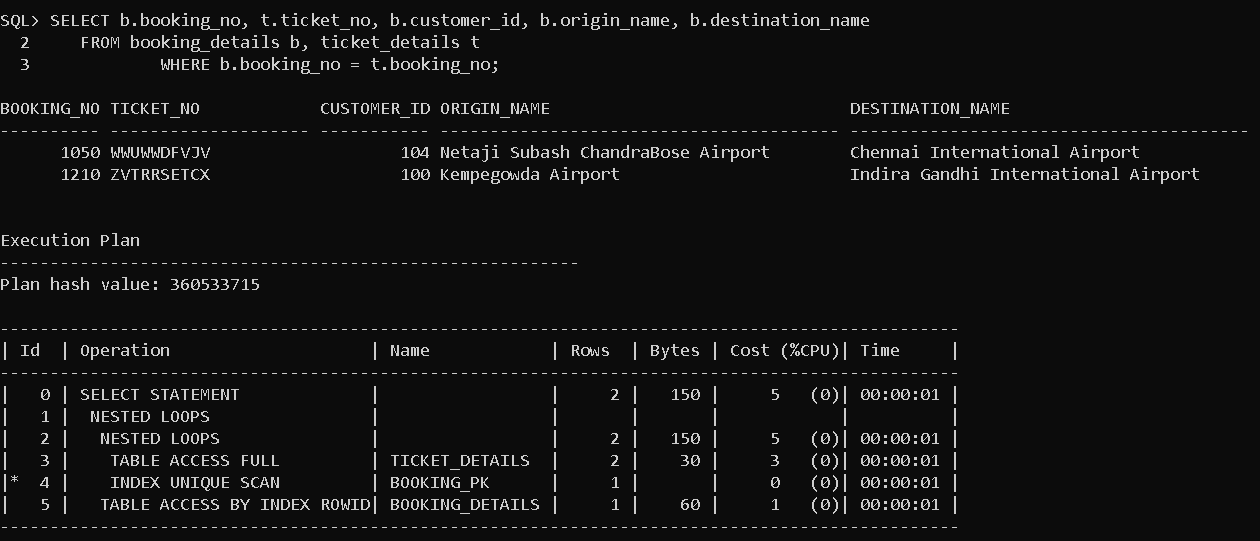 SQL> SELECT b.booking_no, t.ticket_no, b.customer_id, b.origin_name, b.destination_name
  2     FROM booking_details b, ticket_details t
  3             WHERE b.booking_no = t.booking_no;
BOOKING_NO TICKET_NO            CUSTOMER_ID ORIGIN_NAME                              DESTINATION_NAME
---------- -------------------- ----------- ---------------------------------------- ----------------------------------------
      1050 WWUWWDFVJV                   104 Netaji Subash ChandraBose Airport        Chennai International Airport
      1210 ZVTRRSETCX                   100 Kempegowda Airport                       Indira Gandhi International Airport
Execution Plan
----------------------------------------------------------
Plan hash value: 360533715
------------------------------------------------------------------------------------------------
| Id  | Operation                    | Name            | Rows  | Bytes | Cost (%CPU)| Time     |
------------------------------------------------------------------------------------------------
|   0 | SELECT STATEMENT             |                 |     2 |   150 |     5   (0)| 00:00:01 |
|   1 |  NESTED LOOPS                |                 |       |       |            |          |
|   2 |   NESTED LOOPS               |                 |     2 |   150 |     5   (0)| 00:00:01 |
|   3 |    TABLE ACCESS FULL         | TICKET_DETAILS  |     2 |    30 |     3   (0)| 00:00:01 |
|*  4 |    INDEX UNIQUE SCAN         | BOOKING_PK      |     1 |       |     0   (0)| 00:00:01 |
|   5 |   TABLE ACCESS BY INDEX ROWID| BOOKING_DETAILS |     1 |    60 |     1   (0)| 00:00:01 |
------------------------------------------------------------------------------------------------